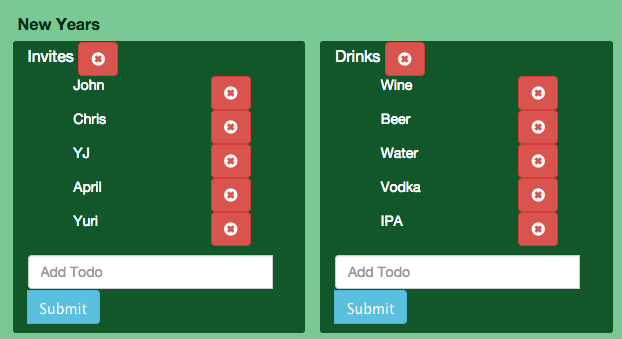 New Years
Invites
John
Chris
YJ
April
Yuri
Add Todo
Submit
Drinks
Wine
Beer
Water
Vodka
IPA
Add Todo
Submit